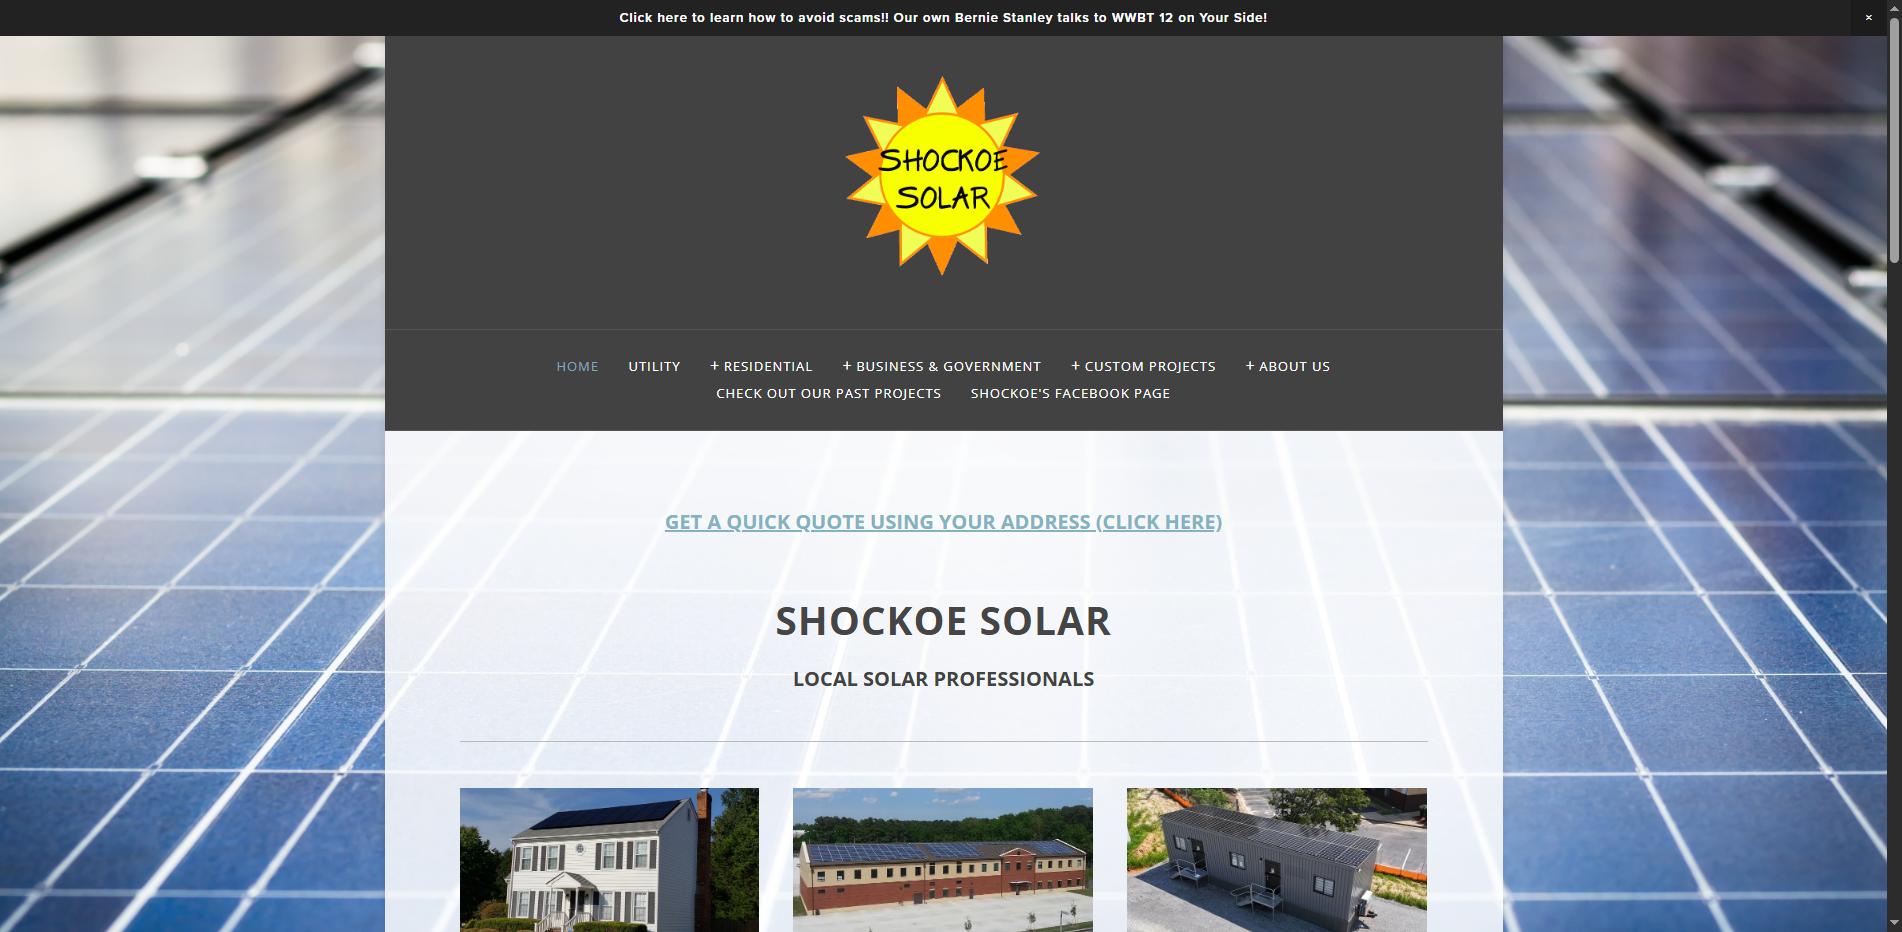 Click here to learn how to avoid scams!! Our own Bernie Stanley talks to WWBT 12 on Your Side!
×
SHOCKOE
SOLAR
HOME UTILITY + RESIDENTIAL + BUSINESS & GOVERNMENT + CUSTOM PROJECTS + ABOUT US
CHECK OUT OUR PAST PROJECTS SHOCKOE'S FACEBOOK PAGE
GET A QUICK QUOTE USING YOUR ADDRESS (CLICK HERE)
SHOCKOE SOLAR
LOCAL SOLAR PROFESSIONALS